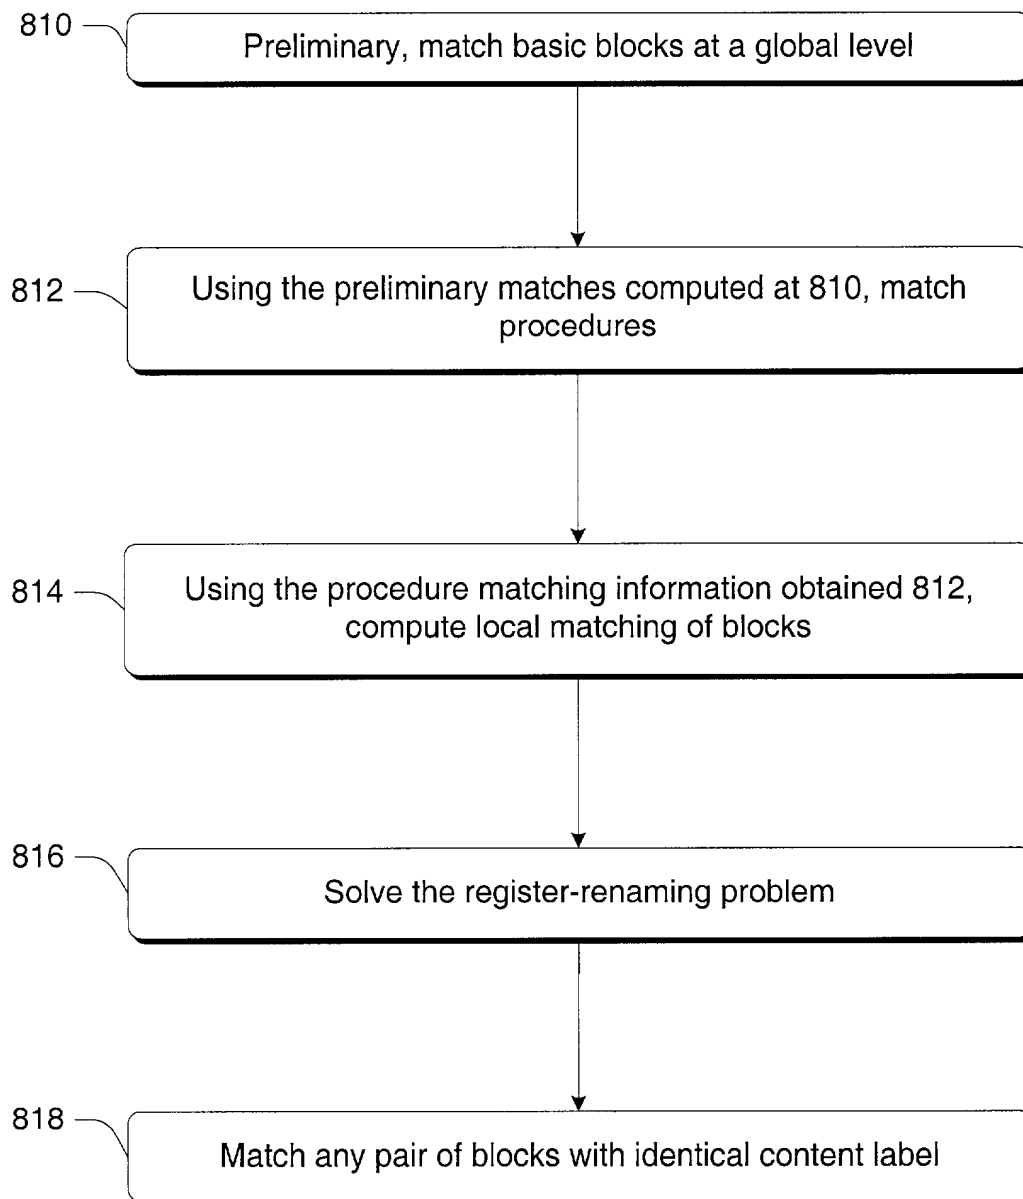 810
Preliminary, match basic blocks at a global level
812
Using the preliminary matches computed at 810, match
procedures
814
Using the procedure matching information obtained 812,
compute local matching of blocks
816
Solve the register-renaming problem
818
Match any pair of blocks with identical content label